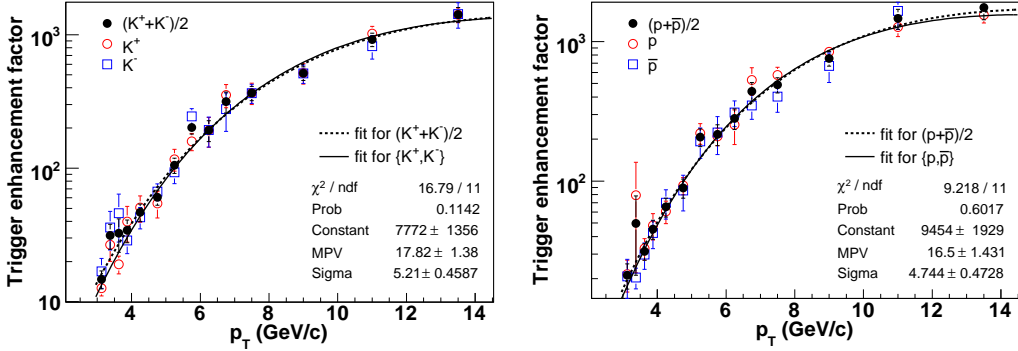 Trigger enhancement factor
10³
10²
10
(K⁺+K⁻)/2
K⁺
K⁻
fit for (K⁺+K⁻)/2
fit for {K⁺,K⁻}
χ² / ndf 16.79 / 11
Prob 0.1142
Constant 7772 ± 1356
MPV 17.82 ± 1.38
Sigma 5.21 ± 0.4587
4 6 8 10 12 14
p_T (GeV/c)
Trigger enhancement factor
10³
10²
(p+p̅)/2
p
p̅
fit for (p+p̅)/2
fit for {p,p̅}
χ² / ndf 9.218 / 11
Prob 0.6017
Constant 9454 ± 1929
MPV 16.5 ± 1.431
Sigma 4.744 ± 0.4728
4 6 8 10 12 14
p_T (GeV/c)